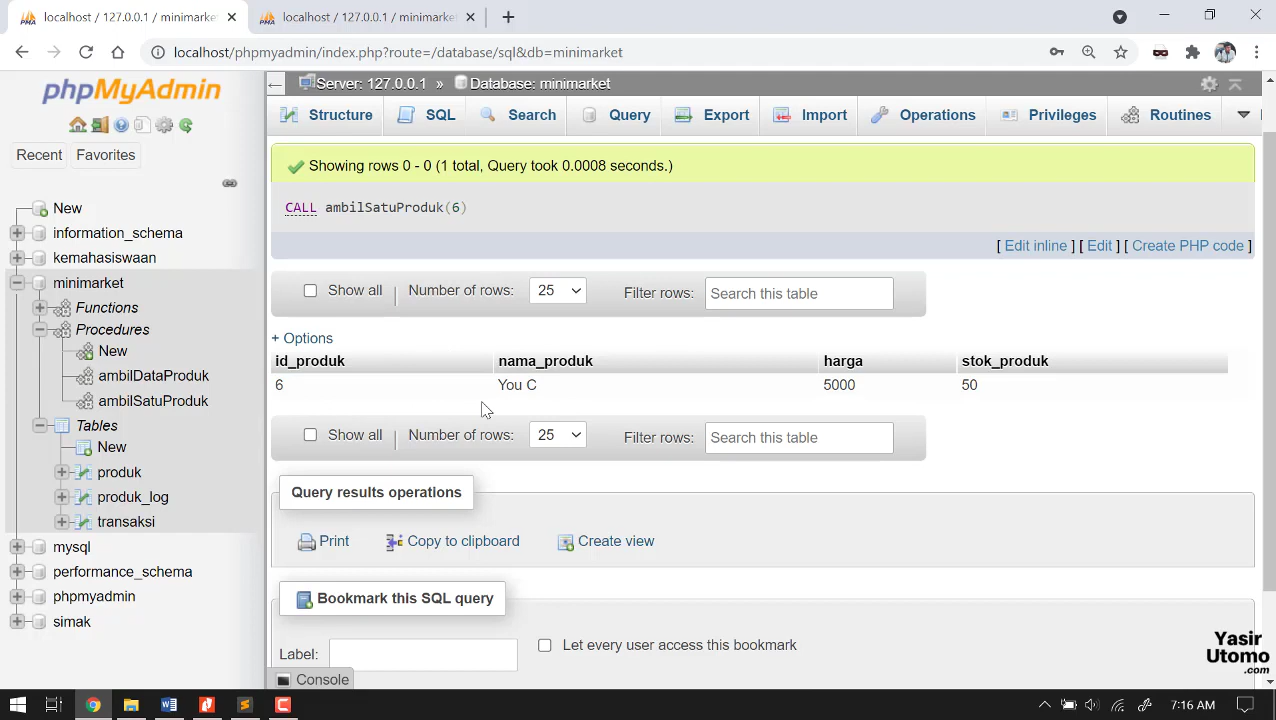 localhost / 127.0.0.1 / minimarke
localhost / 127.0.0.1 / minimarke
localhost/phpmyadmin/index.php?route=/database/sql&db=minimarket
phpMyAdmin
Recent
Favorites
New
information_schema
kemahasiswaan
minimarket
Functions
Procedures
New
ambilDataProduk
ambilSatuProduk
Tables
New
produk
produk_log
transaksi
mysql
performance_schema
phpmyadmin
simak
Server: 127.0.0.1 » Database: minimarket
Structure SQL Search Query Export Import Operations Privileges Routines
Showing rows 0 - 0 (1 total, Query took 0.0008 seconds.)
CALL ambilSatuProduk(6)
[ Edit inline ] [ Edit ] [ Create PHP code ]
Show all | Number of rows: 25 Filter rows: Search this table
+ Options
id_produk nama_produk harga stok_produk
6 You C 5000 50
Show all | Number of rows: 25 Filter rows: Search this table
Query results operations
Print Copy to clipboard Create view
Bookmark this SQL query
Label: Let every user access this bookmark
Console
Yasir
Utomo
.com
7:16 AM